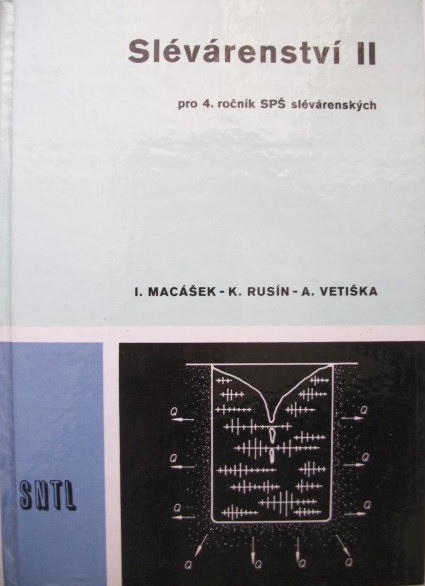 Slévárenství II
pro 4. ročník SPŠ slévárenských
I. MACÁŠEK - K. RUSÍN - A. VETIŠKA
SNTL
Q Q
Q Q
Q Q
Q Q Q Q